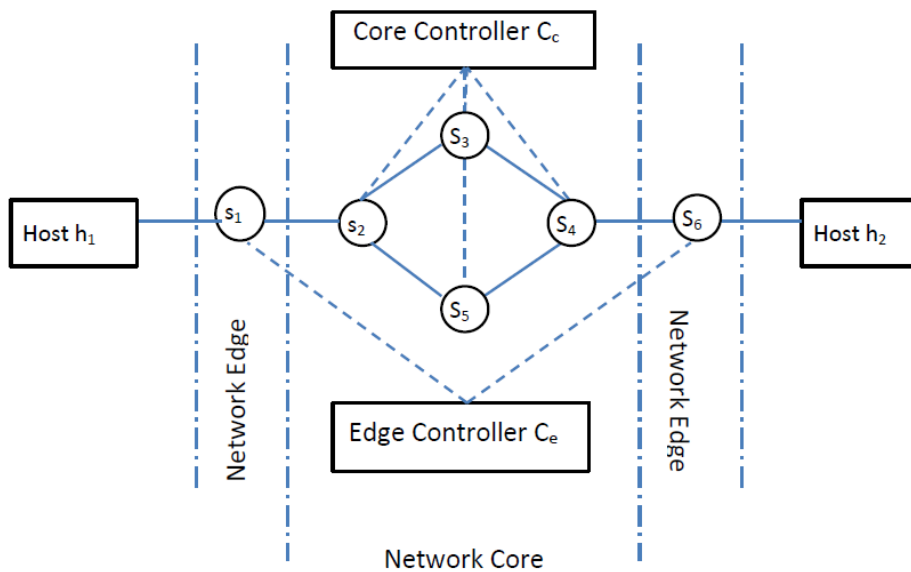 Core Controller C₍c₎
S₃
s₁
s₂
S₄
S₆
Host h₁
Host h₂
S₅
Network Edge
Network Edge
Edge Controller Cₑ
Network Core